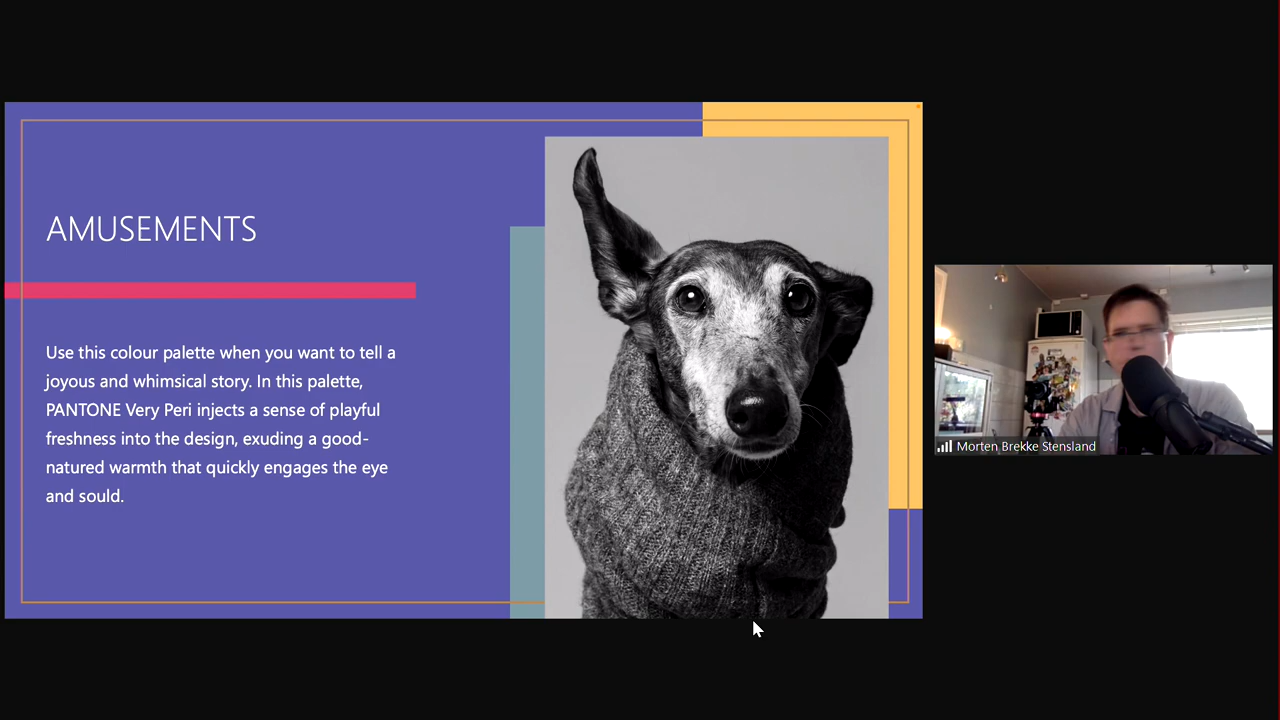 AMUSEMENTS
Use this colour palette when you want to tell a
joyous and whimsical story. In this palette,
PANTONE Very Peri injects a sense of playful
freshness into the design, exuding a good-
natured warmth that quickly engages the eye
and sould.
Morten Brekke Stensland